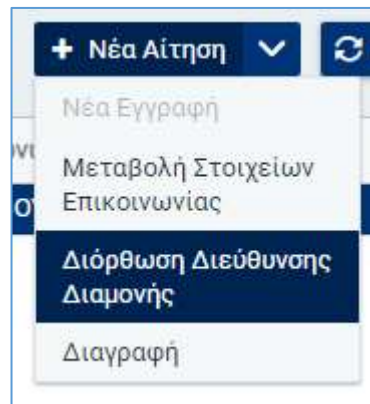 + Νέα Αίτηση
Νέα Εγγραφή
Μεταβολή Στοιχείων
Επικοινωνίας
Διόρθωση Διεύθυνσης
Διαμονής
Διαγραφή